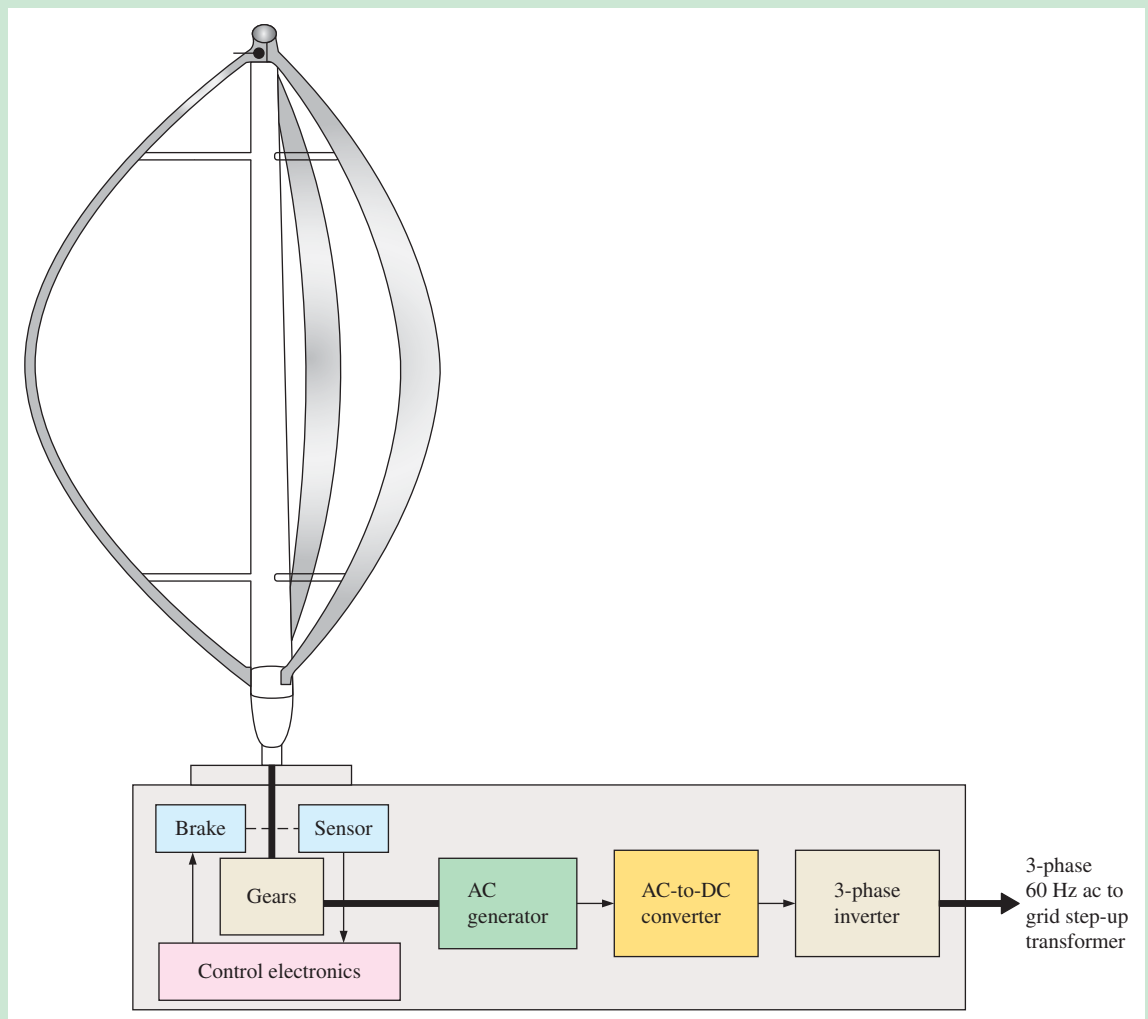 Brake
Sensor
Gears
AC
generator
AC-to-DC
converter
3-phase
inverter
3-phase
60 Hz ac to
grid step-up
transformer
Control electronics